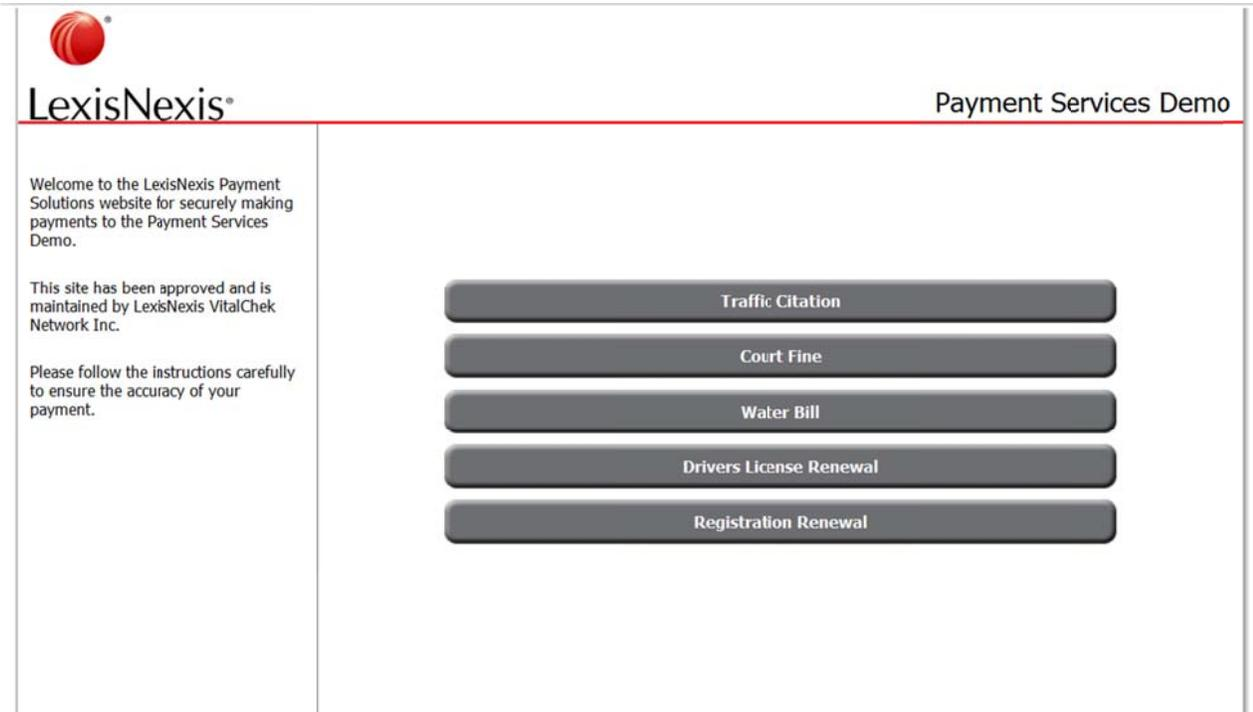 LexisNexis®
Payment Services Demo
Welcome to the LexisNexis Payment
Solutions website for securely making
payments to the Payment Services
Demo.
This site has been approved and is
maintained by LexisNexis VitalChek
Network Inc.
Please follow the instructions carefully
to ensure the accuracy of your
payment.
Traffic Citation
Court Fine
Water Bill
Drivers License Renewal
Registration Renewal